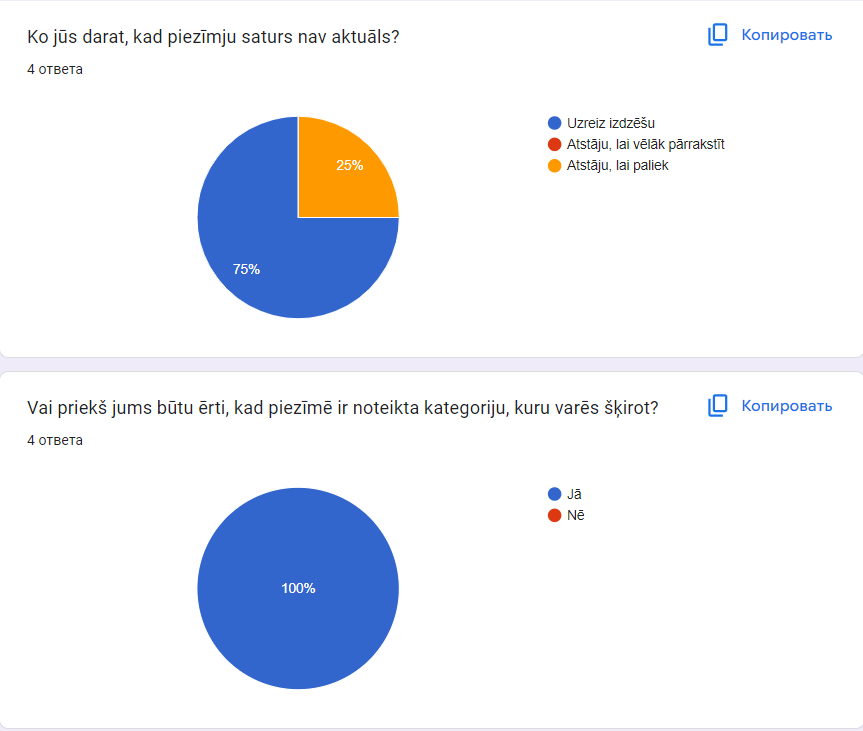 Ko jūs darat, kad piezīmju saturs nav aktuāls?
Копировать
4 ответа
Uzreiz izdzēšu
Atstāju, lai vēlāk pārrakstīt
Atstāju, lai paliek
25%
75%
Vai priekš jums būtu ērti, kad piezīmē ir noteikta kategoriju, kuru varēs šķirot?
Копировать
4 ответа
Jā
Nē
100%